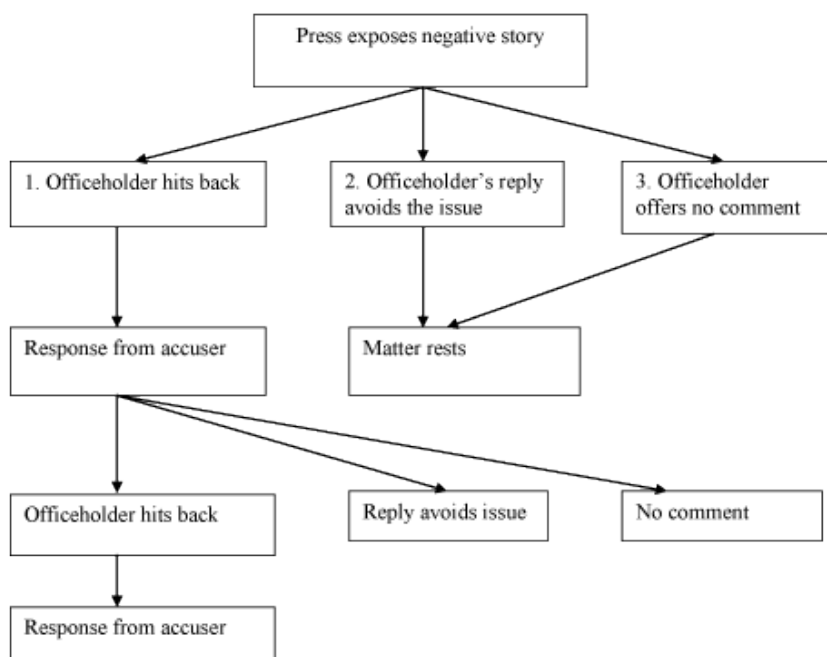 Press exposes negative story
1. Officeholder hits back
2. Officeholder's reply
avoids the issue
3. Officeholder
offers no comment
Response from accuser
Matter rests
Officeholder hits back
Reply avoids issue
No comment
Response from accuser